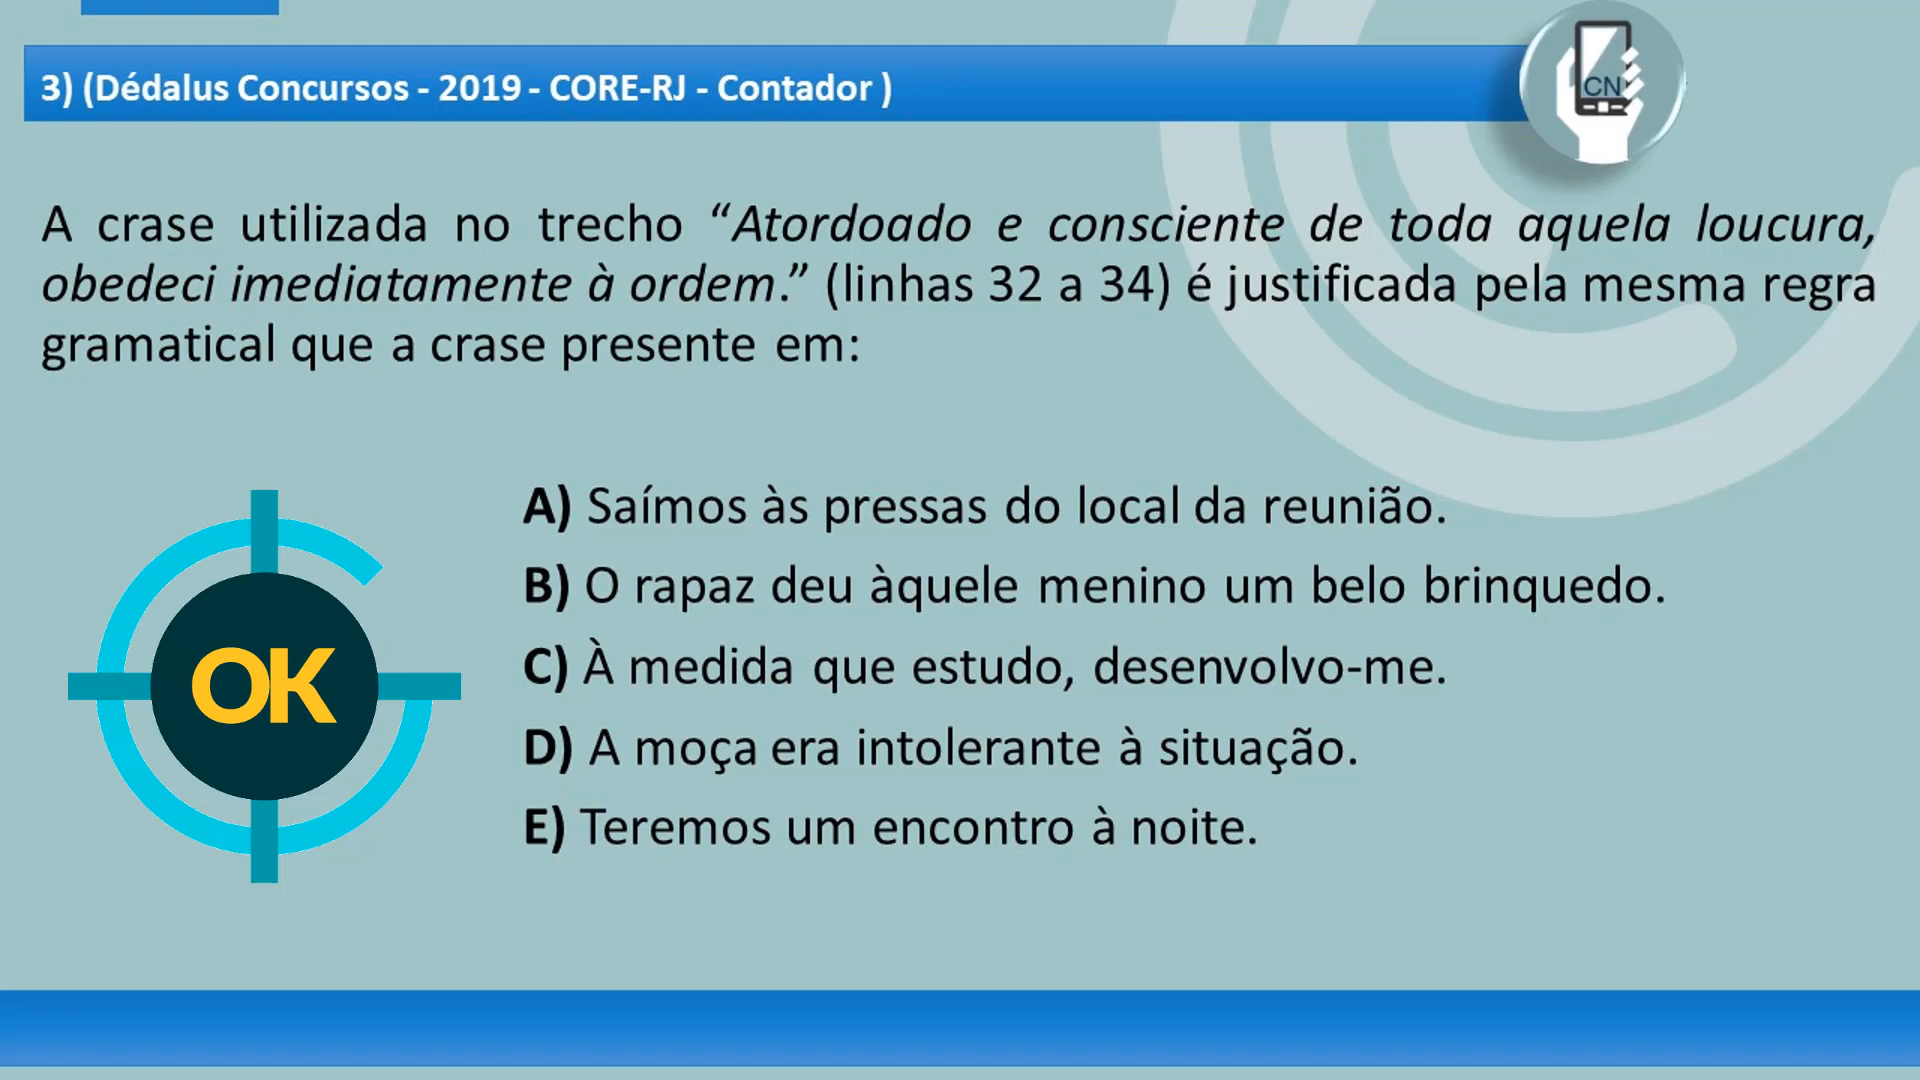 3) (Dédalus Concursos - 2019 - CORE-RJ - Contador )
CN
A crase utilizada no trecho “Atordoado e consciente de toda aquela loucura,
obedeci imediatamente à ordem.” (linhas 32 a 34) é justificada pela mesma regra
gramatical que a crase presente em:
A) Saímos às pressas do local da reunião.
B) O rapaz deu àquele menino um belo brinquedo.
C) À medida que estudo, desenvolvo-me.
D) A moça era intolerante à situação.
E) Teremos um encontro à noite.
OK